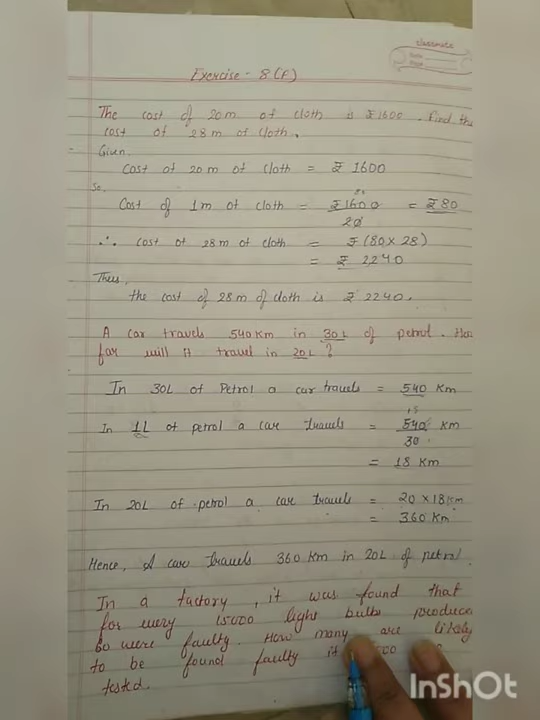 classmate
Date
Page
Exercise - 8(F)
The cost of 20 m of cloth is ₹1600. Find the
cost of 28 m of cloth.
Given,
Cost of 20 m of cloth = ₹ 1600
So,
Cost of 1m of cloth = ₹1600/20 = ₹80
∴ cost of 28 m of cloth = ₹ (80 × 28)
= ₹ 2240
Thus,
the cost of 28 m of cloth is ₹ 2240.
A car travels 540 Km in 30L of petrol. How
far will it travel in 20L?
In 30L of Petrol a car travels = 540 Km
In 1L of petrol a car travels = 540/30 Km
= 18 Km
In 20L of petrol a car travels = 20 × 18 Km
= 360 Km
Hence, A car travels 360 Km in 20L of petrol
In a factory, it was found that
for every 15000 light bulbs produce
60 were faulty. How many are likely
to be found faulty if
tested.
InShOt